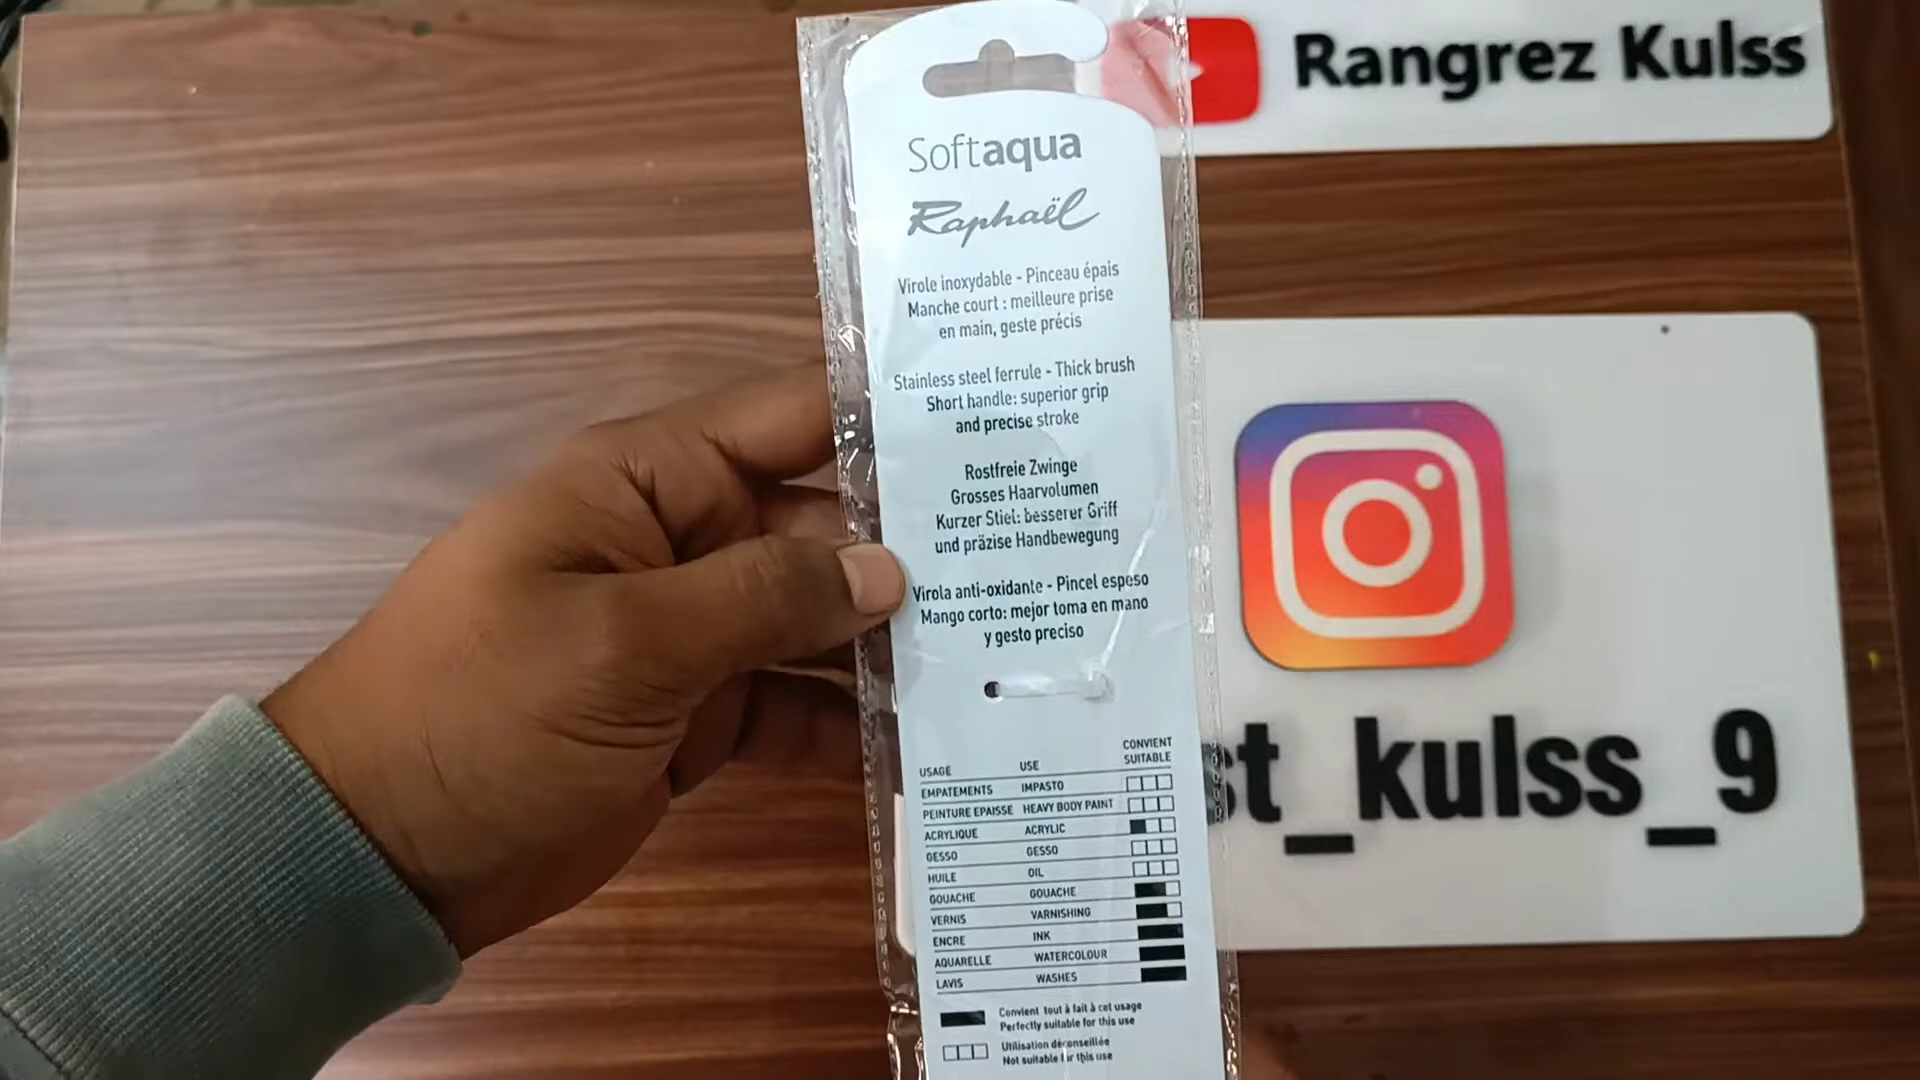 Rangrez Kulss
Softaqua
Raphaël
Virole inoxydable - Pinceau épais
Manche court : meilleure prise
en main, geste précis
Stainless steel ferrule - Thick brush
Short handle: superior grip
and precise stroke
Rostfreie Zwinge
Grosses Haarvolumen
Kurzer Stiel: besserer Griff
und präzise Handbewegung
Virola anti-oxidante - Pincel espeso
Mango corto: mejor toma en mano
y gesto preciso
st_kulss_9
CONVIENT
USAGE USE SUITABLE
EMPATEMENTS IMPASTO
PEINTURE EPAISSE HEAVY BODY PAINT
ACRYLIQUE ACRYLIC
GESSO GESSO
HUILE OIL
GOUACHE GOUACHE
VERNIS VARNISHING
ENCRE INK
AQUARELLE WATERCOLOUR
LAVIS WASHES
Convient tout à fait à cet usage
Perfectly suitable for this use
Utilisation déconseillée
Not suitable for this use